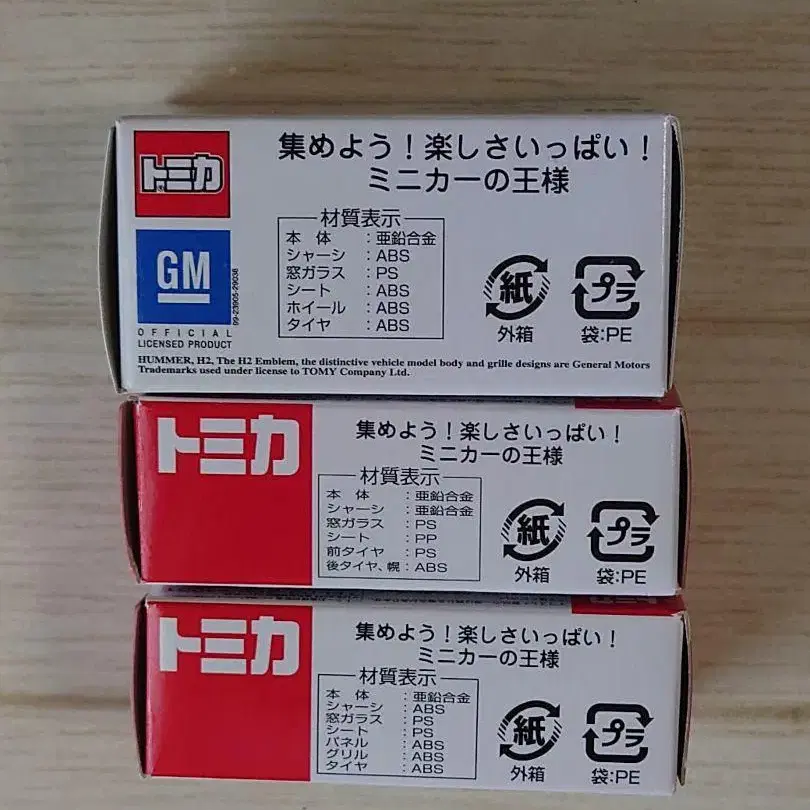 トミカ
集めよう！楽しさいっぱい！
ミニカーの王様
材質表示
本　体　：亜鉛合金
シャーシ　：ABS
窓ガラス　：PS
シート　：ABS
ホイール　：ABS
タイヤ　：ABS
紙
外箱
プラ
袋:PE
GM
OFFICIAL
LICENSED PRODUCT
HUMMER, H2, The H2 Emblem, the distinctive vehicle model body and grille designs are General Motors
Trademarks used under license to TOMY Company Ltd.
トミカ
集めよう！楽しさいっぱい！
ミニカーの王様
材質表示
本　体　：亜鉛合金
シャーシ　：亜鉛合金
窓ガラス　：PS
シート　：PP
前タイヤ　：PS
後タイヤ、幌：ABS
紙
外箱
プラ
袋:PE
トミカ
集めよう！楽しさいっぱい！
ミニカーの王様
材質表示
本　体　：亜鉛合金
シャーシ　：ABS
窓ガラス　：PS
シート　：PS
パネル　：ABS
グリル　：ABS
タイヤ　：ABS
紙
外箱
プラ
袋:PE